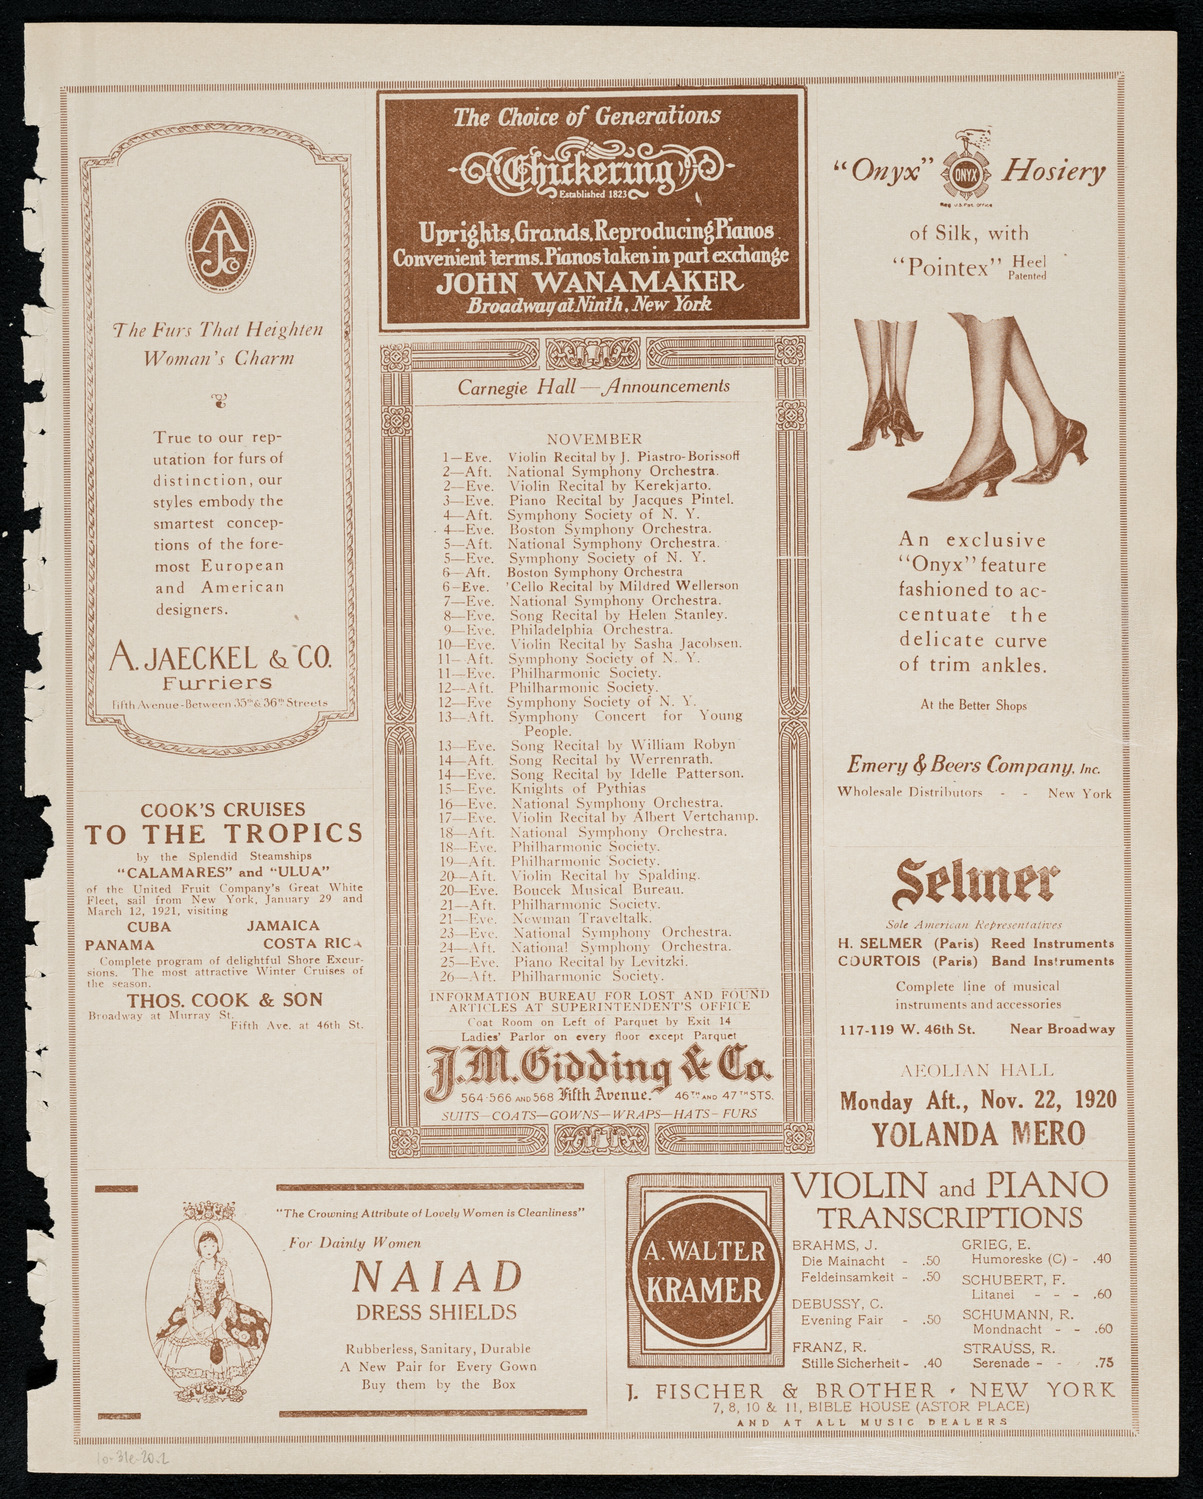 AJCo
The Furs That Heighten
Woman's Charm
True to our rep-
utation for furs of
distinction, our
styles embody the
smartest concep-
tions of the fore-
most European
and American
designers.
A. JAECKEL & CO.
Furriers
Fifth Avenue-Between 35th & 36th Streets
COOK'S CRUISES
TO THE TROPICS
by the Splendid Steamships
"CALAMARES" and "ULUA"
of the United Fruit Company's Great White
Fleet, sail from New York, January 29 and
March 12, 1921, visiting
CUBA JAMAICA
PANAMA COSTA RICA
Complete program of delightful Shore Excur-
sions. The most attractive Winter Cruises of
the season.
THOS. COOK & SON
Broadway at Murray St.
Fifth Ave. at 46th St.
The Choice of Generations
Chickering
Established 1823
Uprights, Grands, Reproducing Pianos
Convenient terms. Pianos taken in part exchange
JOHN WANAMAKER
Broadway at Ninth, New York
Carnegie Hall—Announcements
NOVEMBER
1—Eve. Violin Recital by J. Piastro-Borissoff
2—Aft. National Symphony Orchestra.
2—Eve. Violin Recital by Kerekjarto.
3—Eve. Piano Recital by Jacques Pintel.
4—Aft. Symphony Society of N. Y.
4—Eve. Boston Symphony Orchestra.
5—Aft. National Symphony Orchestra.
5—Eve. Symphony Society of N. Y.
6—Aft. Boston Symphony Orchestra
6—Eve. 'Cello Recital by Mildred Wellerson
7—Eve. National Symphony Orchestra.
8—Eve. Song Recital by Helen Stanley.
9—Eve. Philadelphia Orchestra.
10—Eve. Violin Recital by Sasha Jacobsen.
11—Aft. Symphony Society of N. Y.
11—Eve. Philharmonic Society.
12—Aft. Philharmonic Society.
12—Eve Symphony Society of N. Y.
13—Aft. Symphony Concert for Young
People.
13—Eve. Song Recital by William Robyn
14—Aft. Song Recital by Werrenrath.
14—Eve. Song Recital by Idelle Patterson.
15—Eve. Knights of Pythias
16—Eve. National Symphony Orchestra.
17—Eve. Violin Recital by Albert Vertchamp.
18—Aft. National Symphony Orchestra.
18—Eve. Philharmonic Society.
19—Aft. Philharmonic Society.
20—Aft. Violin Recital by Spalding.
20—Eve. Boucek Musical Bureau.
21—Aft. Philharmonic Society.
21—Eve. Newman Traveltalk.
23—Eve. National Symphony Orchestra.
24—Aft. National Symphony Orchestra.
25—Eve. Piano Recital by Levitzki.
26—Aft. Philharmonic Society.
INFORMATION BUREAU FOR LOST AND FOUND
ARTICLES AT SUPERINTENDENT'S OFFICE
Coat Room on Left of Parquet by Exit 14
Ladies' Parlor on every floor except Parquet
J.M. Gidding & Co.
564-566 AND 568 Fifth Avenue. 46TH AND 47TH STS.
SUITS—COATS—GOWNS—WRAPS—HATS—FURS
"Onyx" ONYX Hosiery
Reg. U.S. Pat. Office
of Silk, with
"Pointex" Heel
Patented
An exclusive
"Onyx" feature
fashioned to ac-
centuate the
delicate curve
of trim ankles.
At the Better Shops
Emery & Beers Company, Inc.
Wholesale Distributors - - New York
Selmer
Sole American Representatives
H. SELMER (Paris) Reed Instruments
COURTOIS (Paris) Band Instruments
Complete line of musical
instruments and accessories
117-119 W. 46th St. Near Broadway
AEOLIAN HALL
Monday Aft., Nov. 22, 1920
YOLANDA MERO
"The Crowning Attribute of Lovely Women is Cleanliness"
For Dainty Women
NAIAD
DRESS SHIELDS
Rubberless, Sanitary, Durable
A New Pair for Every Gown
Buy them by the Box
A. WALTER
KRAMER
VIOLIN and PIANO
TRANSCRIPTIONS
BRAHMS, J.
Die Mainacht - .50
Feldeinsamkeit - .50
DEBUSSY, C.
Evening Fair - .50
FRANZ, R.
Stille Sicherheit - .40
GRIEG, E.
Humoreske (C) - .40
SCHUBERT, F.
Litanei - - - .60
SCHUMANN, R.
Mondnacht - - .60
STRAUSS, R.
Serenade - - .75
J. FISCHER & BROTHER, NEW YORK
7, 8, 10 & 11, BIBLE HOUSE (ASTOR PLACE)
AND AT ALL MUSIC DEALERS
10-31e-20.2